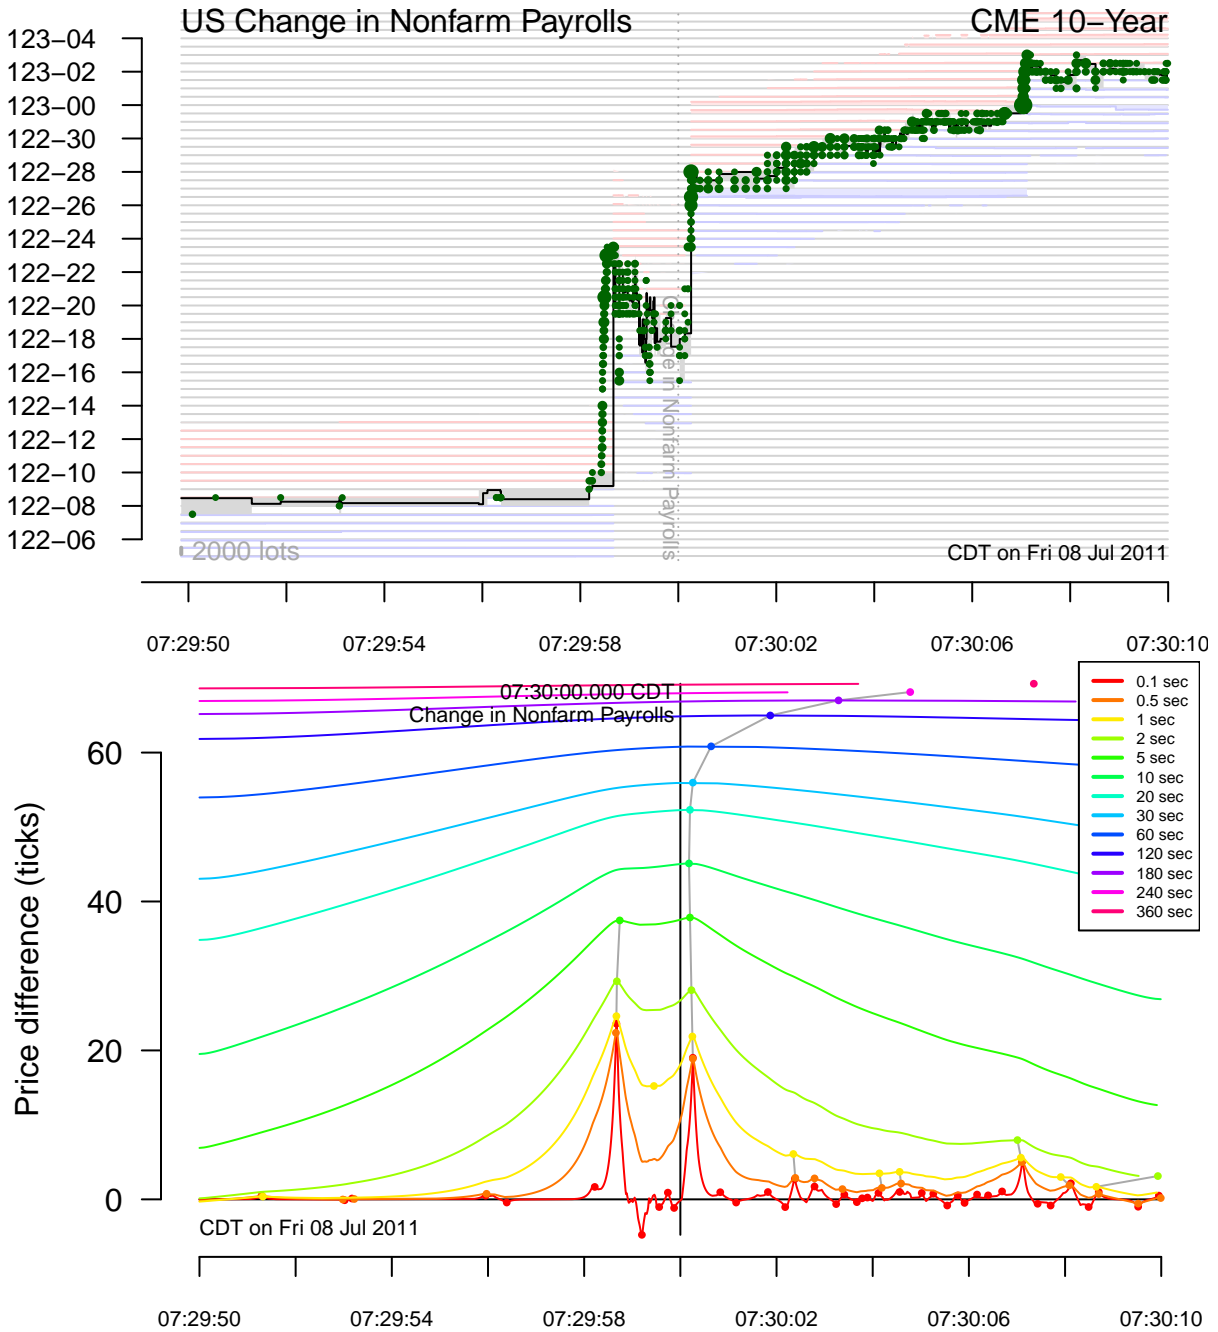 US Change in Nonfarm Payrolls
CME 10−Year
123−04
123−02
123−00
122−30
122−28
122−26
122−24
122−22
122−20
122−18
122−16
122−14
122−12
122−10
122−08
122−06
Change in Nonfarm Payrolls
2000 lots
CDT on Fri 08 Jul 2011
07:29:50
07:29:54
07:29:58
07:30:02
07:30:06
07:30:10
07:30:00.000 CDT
Change in Nonfarm Payrolls
0.1 sec
0.5 sec
1 sec
2 sec
5 sec
10 sec
20 sec
30 sec
60 sec
120 sec
180 sec
240 sec
360 sec
Price difference (ticks)
60
40
20
0
CDT on Fri 08 Jul 2011
07:29:50
07:29:54
07:29:58
07:30:02
07:30:06
07:30:10